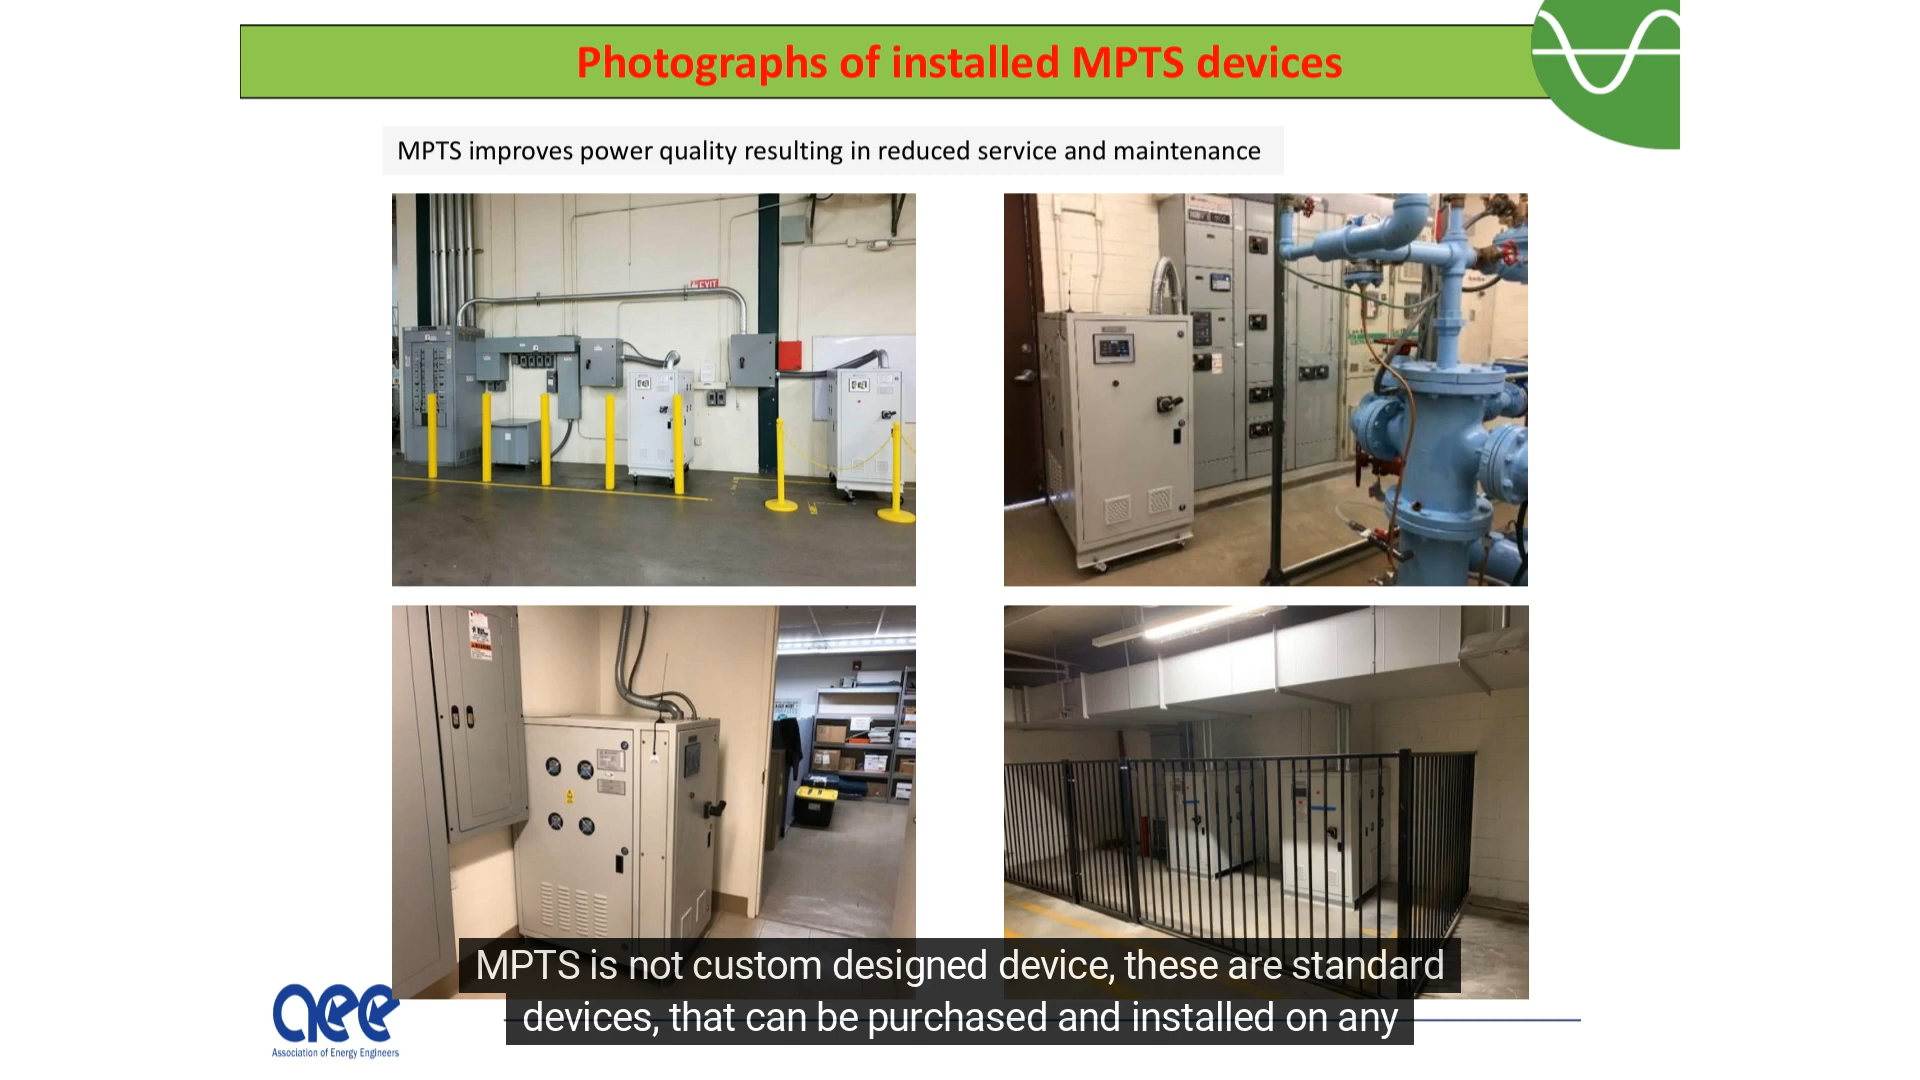 Photographs of installed MPTS devices
MPTS improves power quality resulting in reduced service and maintenance
EXIT
MPTS is not custom designed device, these are standard
devices, that can be purchased and installed on any
aee
Association of Energy Engineers